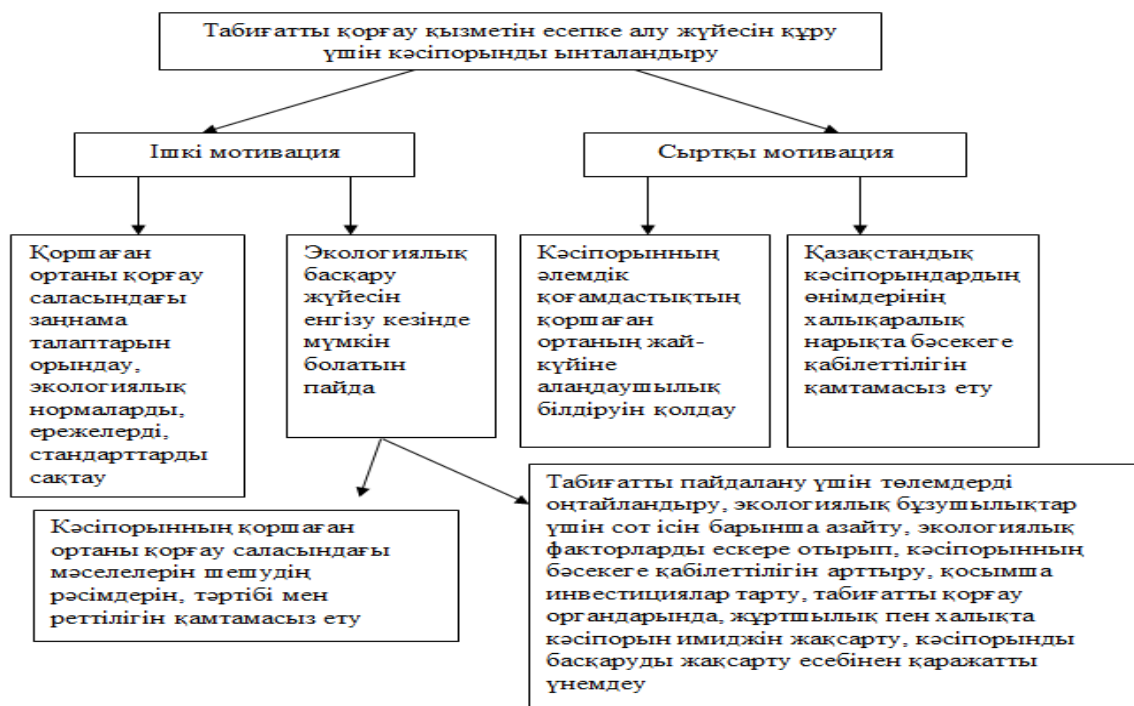 Табиғатты қорғау қызметін есепке алу жүйесін құру
үшін кәсіпорынды ынталандыру
Ішкі мотивация
Сыртқы мотивация
Қоршаған
ортаны қорғау
саласындағы
заңнама
талаптарын
орындау,
экологиялық
нормаларды,
ережелерді,
стандарттарды
сақтау
Экологиялық
басқару
жүйесін
енгізу кезінде
мүмкін
болатын
пайда
Кәсіпорынның
әлемдік
қоғамдастықтың
қоршаған
ортаның жай-
күйіне
алаңдаушылық
білдіруін қолдау
Қазақстандық
кәсіпорындардың
өнімдерінің
халықаралық
нарықта бәсекеге
қабілеттілігін
қамтамасыз ету
Кәсіпорынның қоршаған
ортаны қорғау саласындағы
мәселелерін шешудің
рәсімдерін, тәртібі мен
реттілігін қамтамасыз ету
Табиғатты пайдалану үшін төлемдерді
оңтайландыру, экологиялық бұзушылықтар
үшін сот ісін барынша азайту, экологиялық
факторларды ескере отырып, кәсіпорынның
бәсекеге қабілеттілігін арттыру, қосымша
инвестициялар тарту, табиғатты қорғау
органдарында, жұртшылық пен халықта
кәсіпорын имиджін жақсарту, кәсіпорынды
басқаруды жақсарту есебінен қаражатты
үнемдеу